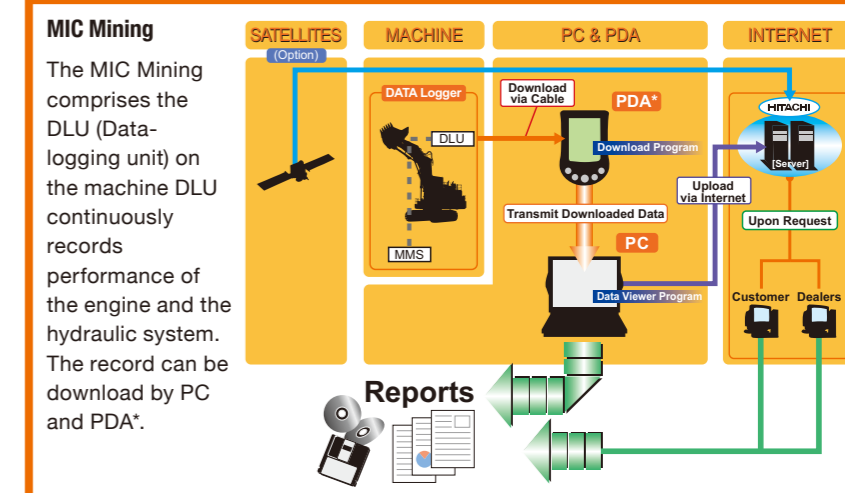 MIC Mining
The MIC Mining
comprises the
DLU (Data-
logging unit) on
the machine DLU
continuously
records
performance of
the engine and the
hydraulic system.
The record can be
download by PC
and PDA*.
SATELLITES
(Option)
MACHINE
PC & PDA
INTERNET
DATA Logger
DLU
MMS
Download
via Cable
PDA*
Download Program
Transmit Downloaded Data
PC
Data Viewer Program
Upload
via Internet
HITACHI
[Server]
Upon Request
Customer Dealers
Reports